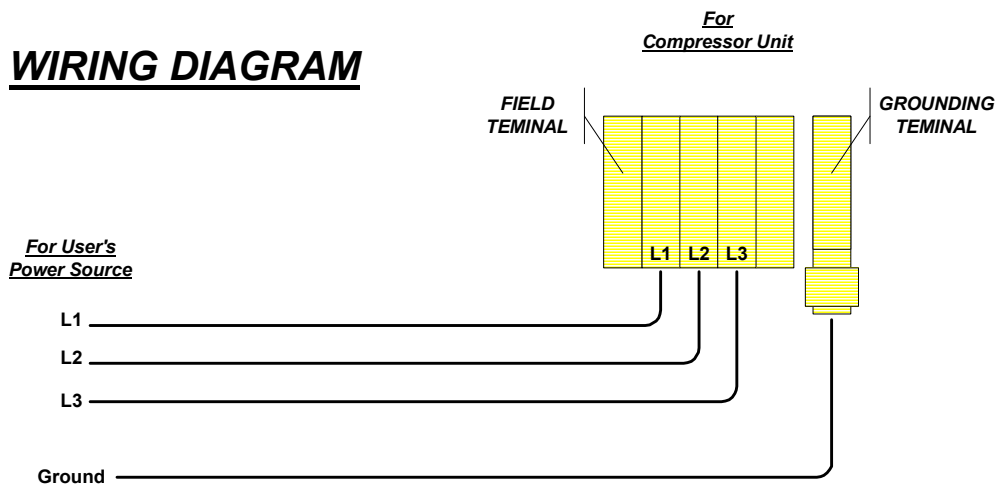 For
Compressor Unit
WIRING DIAGRAM
FIELD
TEMINAL
GROUNDING
TEMINAL
L1 L2 L3
For User's
Power Source
L1
L2
L3
Ground